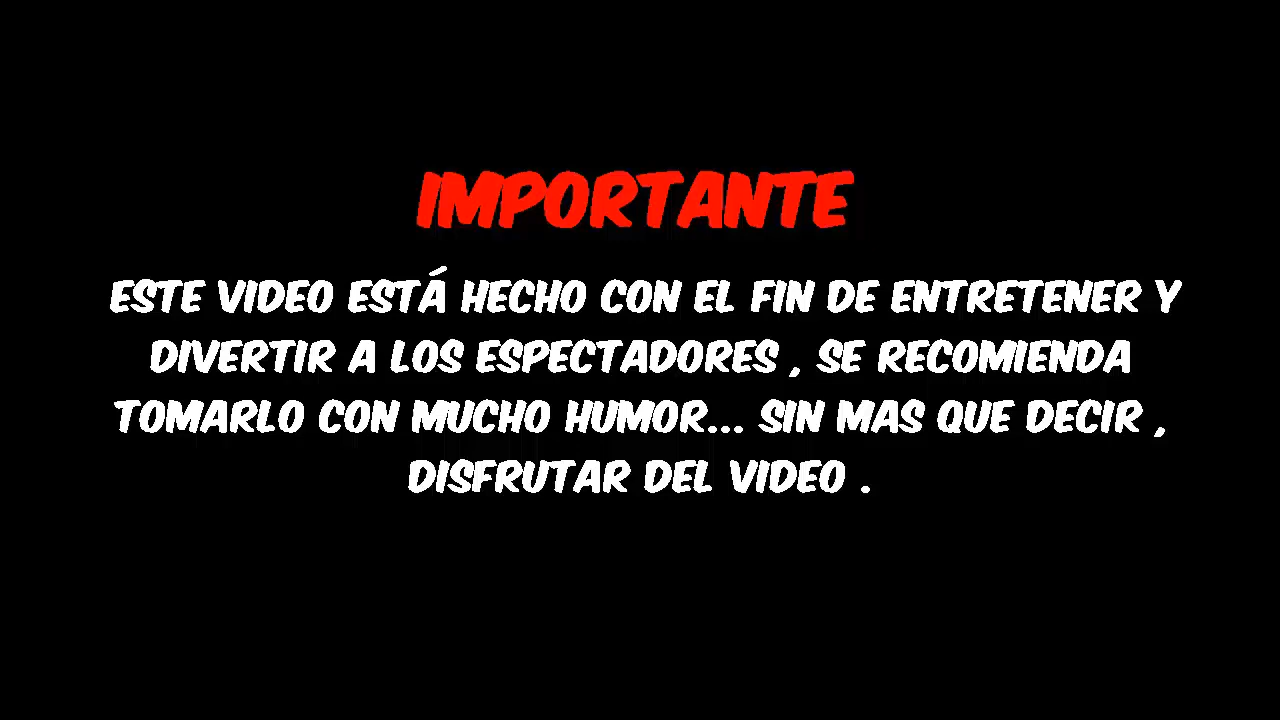 IMPORTANTE
ESTE VIDEO ESTÁ HECHO CON EL FIN DE ENTRETENER Y
DIVERTIR A LOS ESPECTADORES , SE RECOMIENDA
TOMARLO CON MUCHO HUMOR... SIN MAS QUE DECIR ,
DISFRUTAR DEL VIDEO .